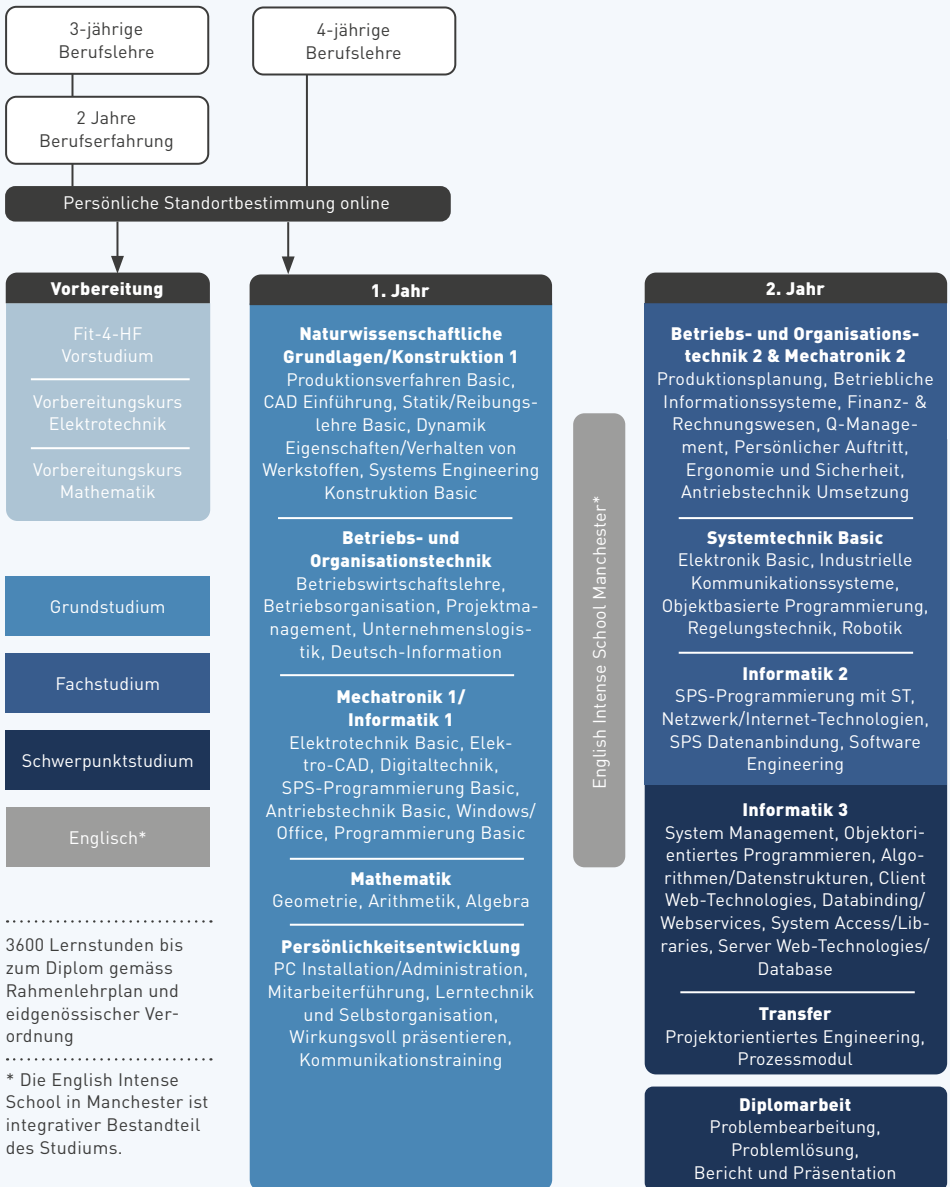 3-jährige
Berufslehre
4-jährige
Berufslehre
2 Jahre
Berufserfahrung
Persönliche Standortbestimmung online
Vorbereitung
Fit-4-HF
Vorstudium
Vorbereitungskurs
Elektrotechnik
Vorbereitungskurs
Mathematik
Grundstudium
Fachstudium
Schwerpunktstudium
Englisch*
3600 Lernstunden bis
zum Diplom gemäss
Rahmenlehrplan und
eidgenössischer Ver-
ordnung
* Die English Intense
School in Manchester ist
integrativer Bestandteil
des Studiums.
1. Jahr
Naturwissenschaftliche
Grundlagen/Konstruktion 1
Produktionsverfahren Basic,
CAD Einführung, Statik/Reibungs-
lehre Basic, Dynamik
Eigenschaften/Verhalten von
Werkstoffen, Systems Engineering
Konstruktion Basic
Betriebs- und
Organisationstechnik
Betriebswirtschaftslehre,
Betriebsorganisation, Projektma-
nagement, Unternehmenslogis-
tik, Deutsch-Information
Mechatronik 1/
Informatik 1
Elektrotechnik Basic, Elek-
tro-CAD, Digitaltechnik,
SPS-Programmierung Basic,
Antriebstechnik Basic, Windows/
Office, Programmierung Basic
Mathematik
Geometrie, Arithmetik, Algebra
Persönlichkeitsentwicklung
PC Installation/Administration,
Mitarbeiterführung, Lerntechnik
und Selbstorganisation,
Wirkungsvoll präsentieren,
Kommunikationstraining
English Intense School Manchester*
2. Jahr
Betriebs- und Organisations-
technik 2 & Mechatronik 2
Produktionsplanung, Betriebliche
Informationssysteme, Finanz- &
Rechnungswesen, Q-Manage-
ment, Persönlicher Auftritt,
Ergonomie und Sicherheit,
Antriebstechnik Umsetzung
Systemtechnik Basic
Elektronik Basic, Industrielle
Kommunikationssysteme,
Objektbasierte Programmierung,
Regelungstechnik, Robotik
Informatik 2
SPS-Programmierung mit ST,
Netzwerk/Internet-Technologien,
SPS Datenanbindung, Software
Engineering
Informatik 3
System Management, Objektori-
entiertes Programmieren, Algo-
rithmen/Datenstrukturen, Client
Web-Technologies, Databinding/
Webservices, System Access/Lib-
raries, Server Web-Technologies/
Database
Transfer
Projektorientiertes Engineering,
Prozessmodul
Diplomarbeit
Problembearbeitung,
Problemlösung,
Bericht und Präsentation